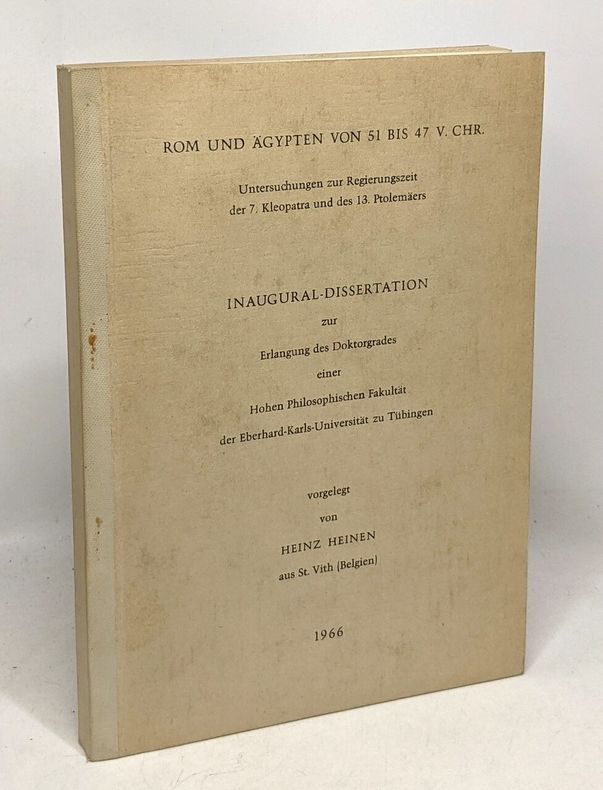 ROM UND ÄGYPTEN VON 51 BIS 47 V. CHR.
Untersuchungen zur Regierungszeit
der 7. Kleopatra und des 13. Ptolemäers
INAUGURAL-DISSERTATION
zur
Erlangung des Doktorgrades
einer
Hohen Philosophischen Fakultät
der Eberhard-Karls-Universität zu Tübingen
vorgelegt
von
HEINZ HEINEN
aus St. Vith (Belgien)
1966